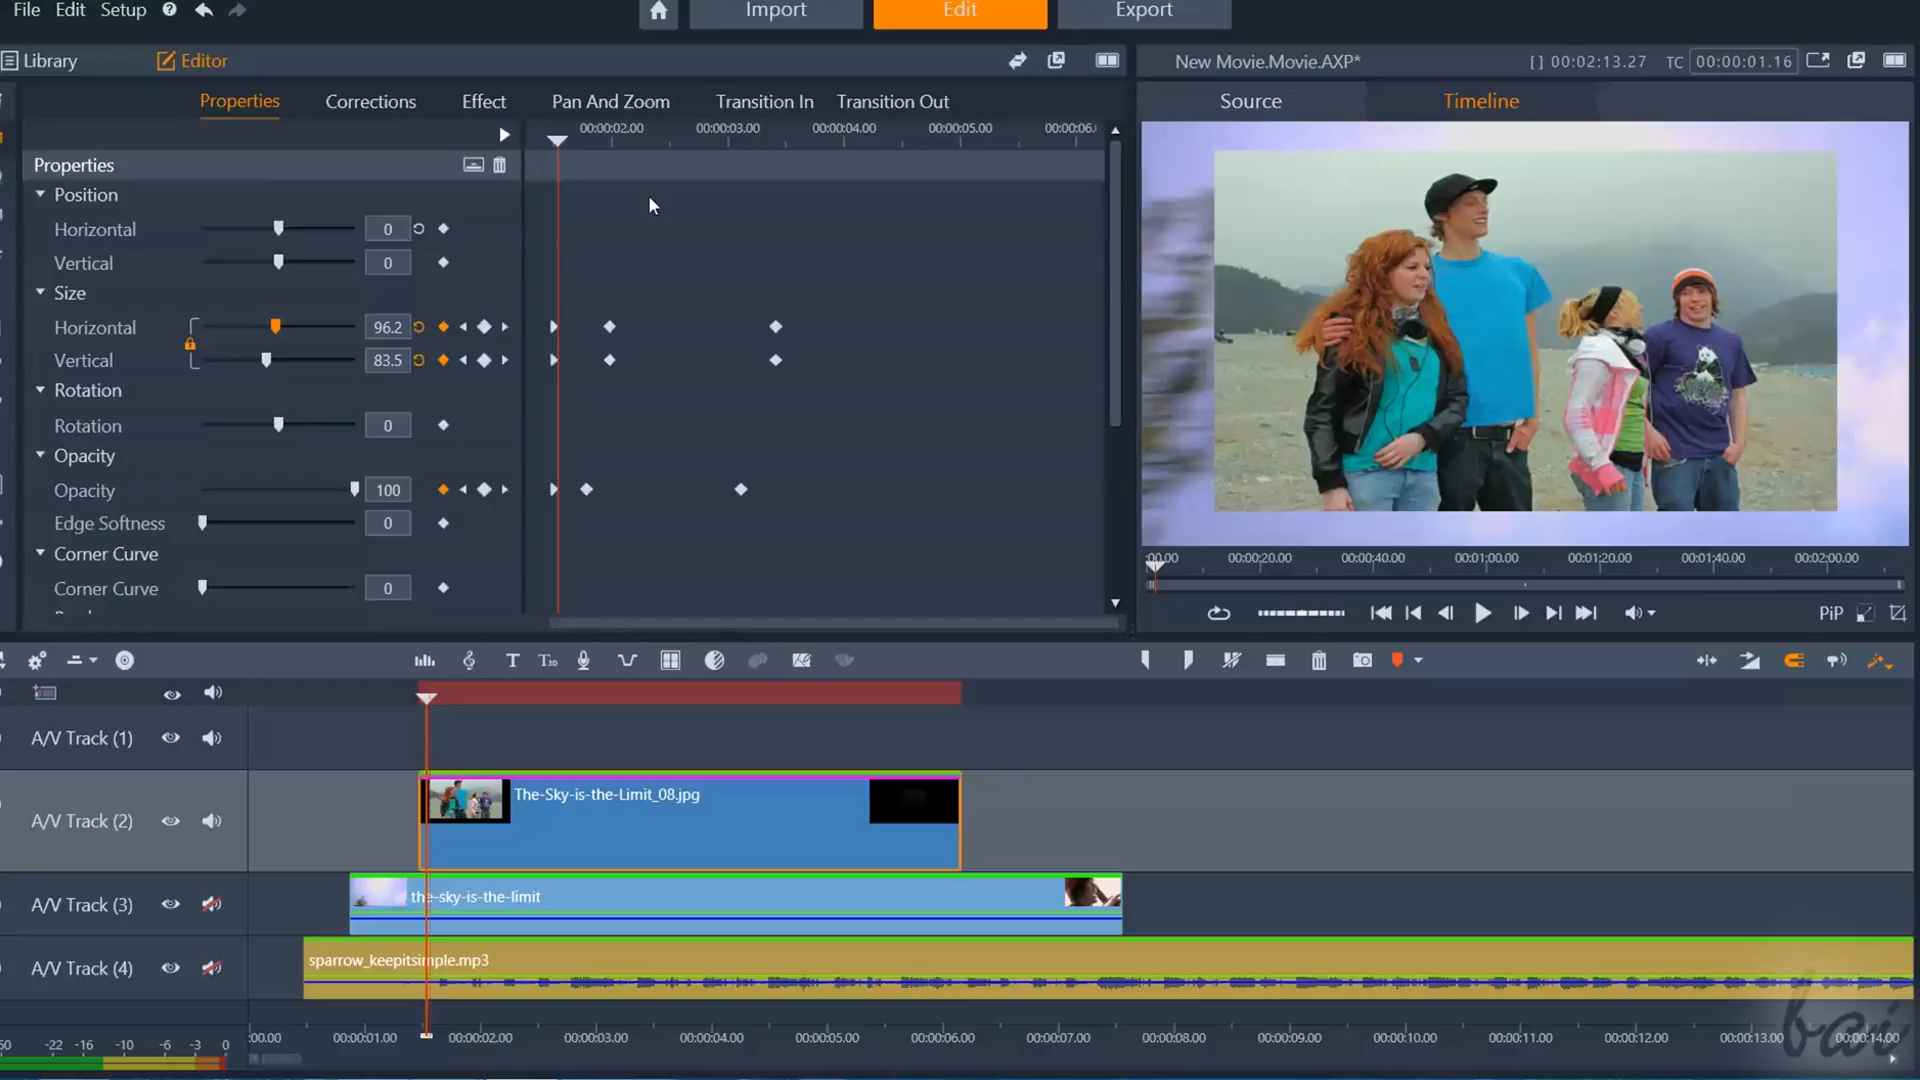 File Edit Setup
Import Edit Export
Library Editor
New Movie.Movie.AXP* [] 00:02:13.27 TC 00:00:01.16
Properties Corrections Effect Pan And Zoom Transition In Transition Out
Source Timeline
00:00:02.00 00:00:03.00 00:00:04.00 00:00:05.00 00:00:06.
Properties
Position
Horizontal 0
Vertical 0
Size
Horizontal 96.2
Vertical 83.5
Rotation
Rotation 0
Opacity
Opacity 100
Edge Softness 0
Corner Curve
Corner Curve 0
:00.00 00:00:20.00 00:00:40.00 00:01:00.00 00:01:20.00 00:01:40.00 00:02:00.00
PiP
T T3D
A/V Track (1)
A/V Track (2)
The-Sky-is-the-Limit_08.jpg
A/V Track (3)
the-sky-is-the-limit
A/V Track (4)
sparrow_keepitsimple.mp3
:00.00 00:00:01.00 00:00:02.00 00:00:03.00 00:00:04.00 00:00:05.00 00:00:06.00 00:00:07.00 00:00:08.00 00:00:09.00 00:00:10.00 00:00:11.00 00:00:12.00 00:00:13.00 00:00:14.00
-22 -16 -10 -6 -3 0